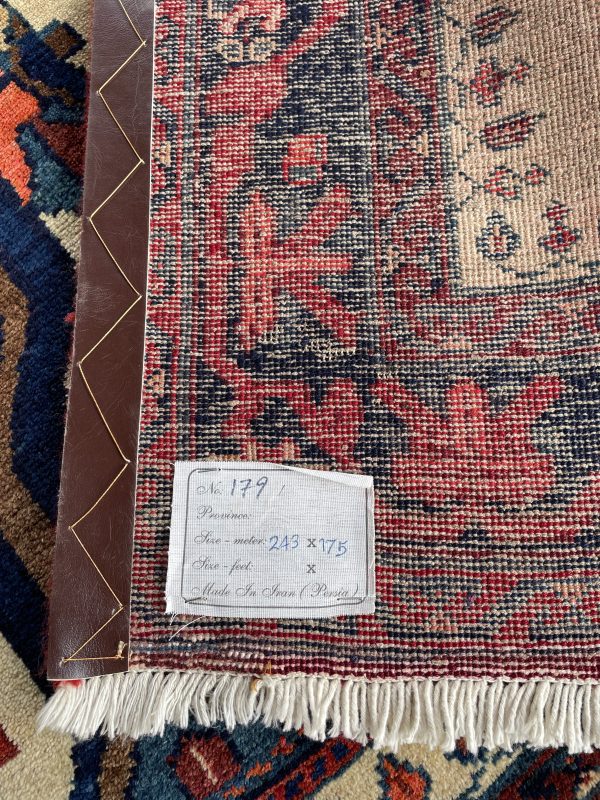 No. 179 /
Province:
Size - meter: 243 x 175
Size - feet: x
Made In Iran (Persia)